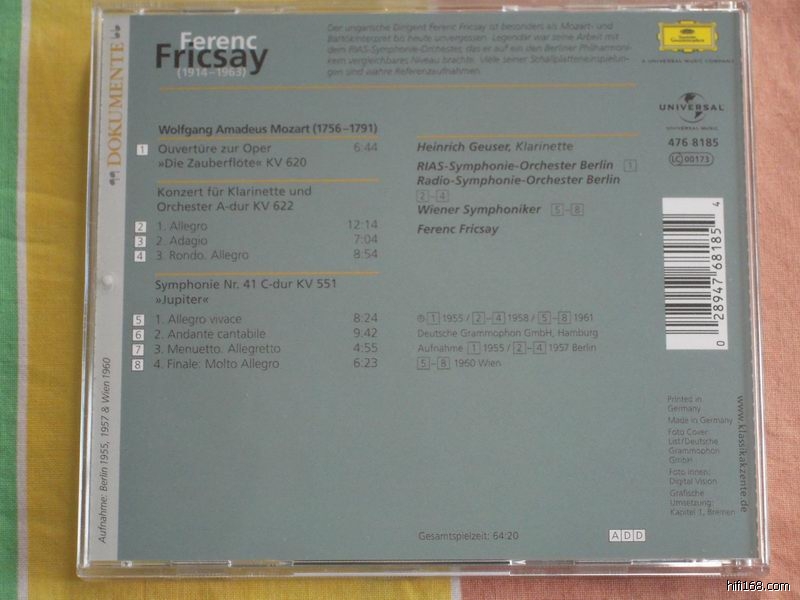 Ferenc
Fricsay
(1914–1963)
Der ungarische Dirigent Ferenc Fricsay ist besonders als Mozart- und
Bartókinterpret bis heute unvergessen. Legendär war seine Arbeit mit
dem RIAS-Symphonie-Orchester, das er auf ein den Berliner Philharmoni-
kern vergleichbares Niveau brachte. Viele seiner Schallplatteneinspielun-
gen sind wahre Referenzaufnahmen.
Deutsche
Grammophon
A UNIVERSAL MUSIC COMPANY
UNIVERSAL
UNIVERSAL MUSIC
476 8185
LC 00173
DOKUMENTE
Wolfgang Amadeus Mozart (1756–1791)
1 Ouvertüre zur Oper 6:44
»Die Zauberflöte« KV 620
Konzert für Klarinette und
Orchester A-dur KV 622
2 1. Allegro 12:14
3 2. Adagio 7:04
4 3. Rondo. Allegro 8:54
Symphonie Nr. 41 C-dur KV 551
»Jupiter«
5 1. Allegro vivace 8:24
6 2. Andante cantabile 9:42
7 3. Menuetto. Allegretto 4:55
8 4. Finale: Molto Allegro 6:23
Heinrich Geuser, Klarinette
RIAS-Symphonie-Orchester Berlin 1
Radio-Symphonie-Orchester Berlin
2–4
Wiener Symphoniker 5–8
Ferenc Fricsay
℗ 1 1955 / 2–4 1958 / 5–8 1961
Deutsche Grammophon GmbH, Hamburg
Aufnahme 1 1955 / 2–4 1957 Berlin
5–8 1960 Wien
0 28947 68185 4
Printed in
Germany
Made in Germany
Foto Cover:
List/Deutsche
Grammophon
GmbH
Foto Innen:
Digital Vision
Grafische
Umsetzung:
Kapitel 1, Bremen
www.klassikakzente.de
Aufnahme: Berlin 1955, 1957 & Wien 1960
Gesamtspielzeit: 64:20
ADD
hifi168.com